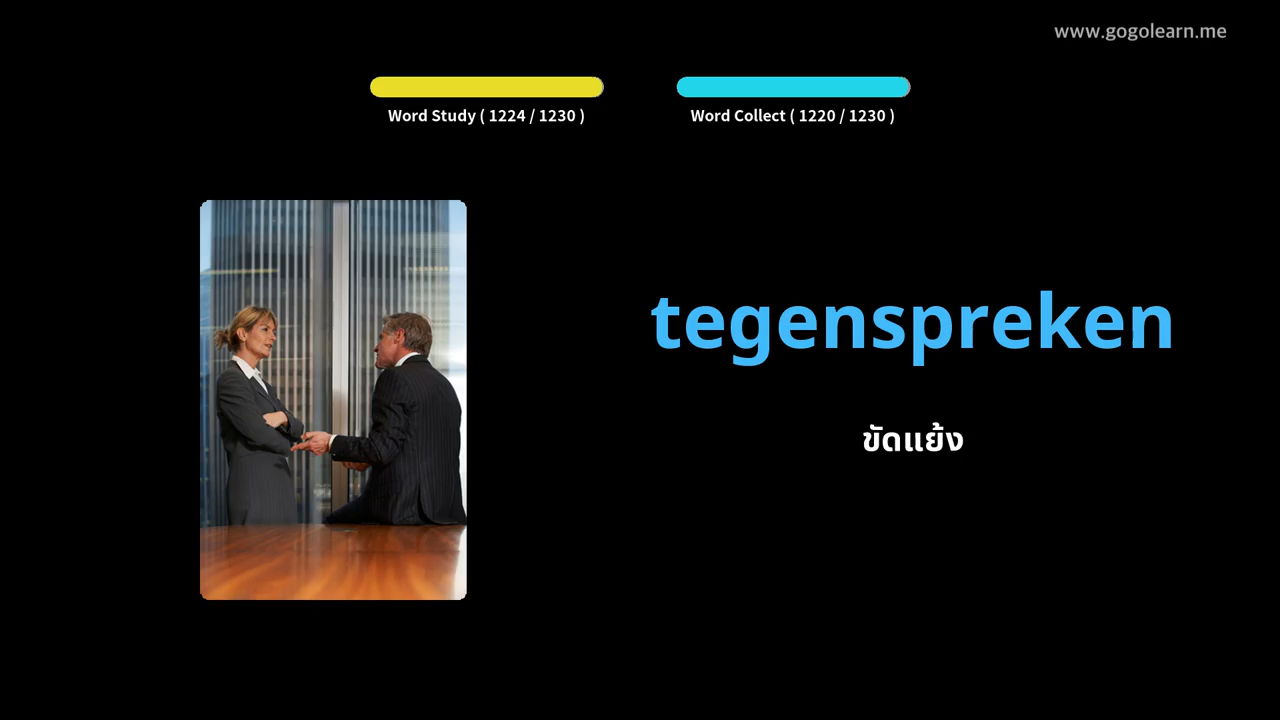 www.gogolearn.me
Word Study ( 1224 / 1230 )
Word Collect ( 1220 / 1230 )
tegenspreken
ขัดแย้ง